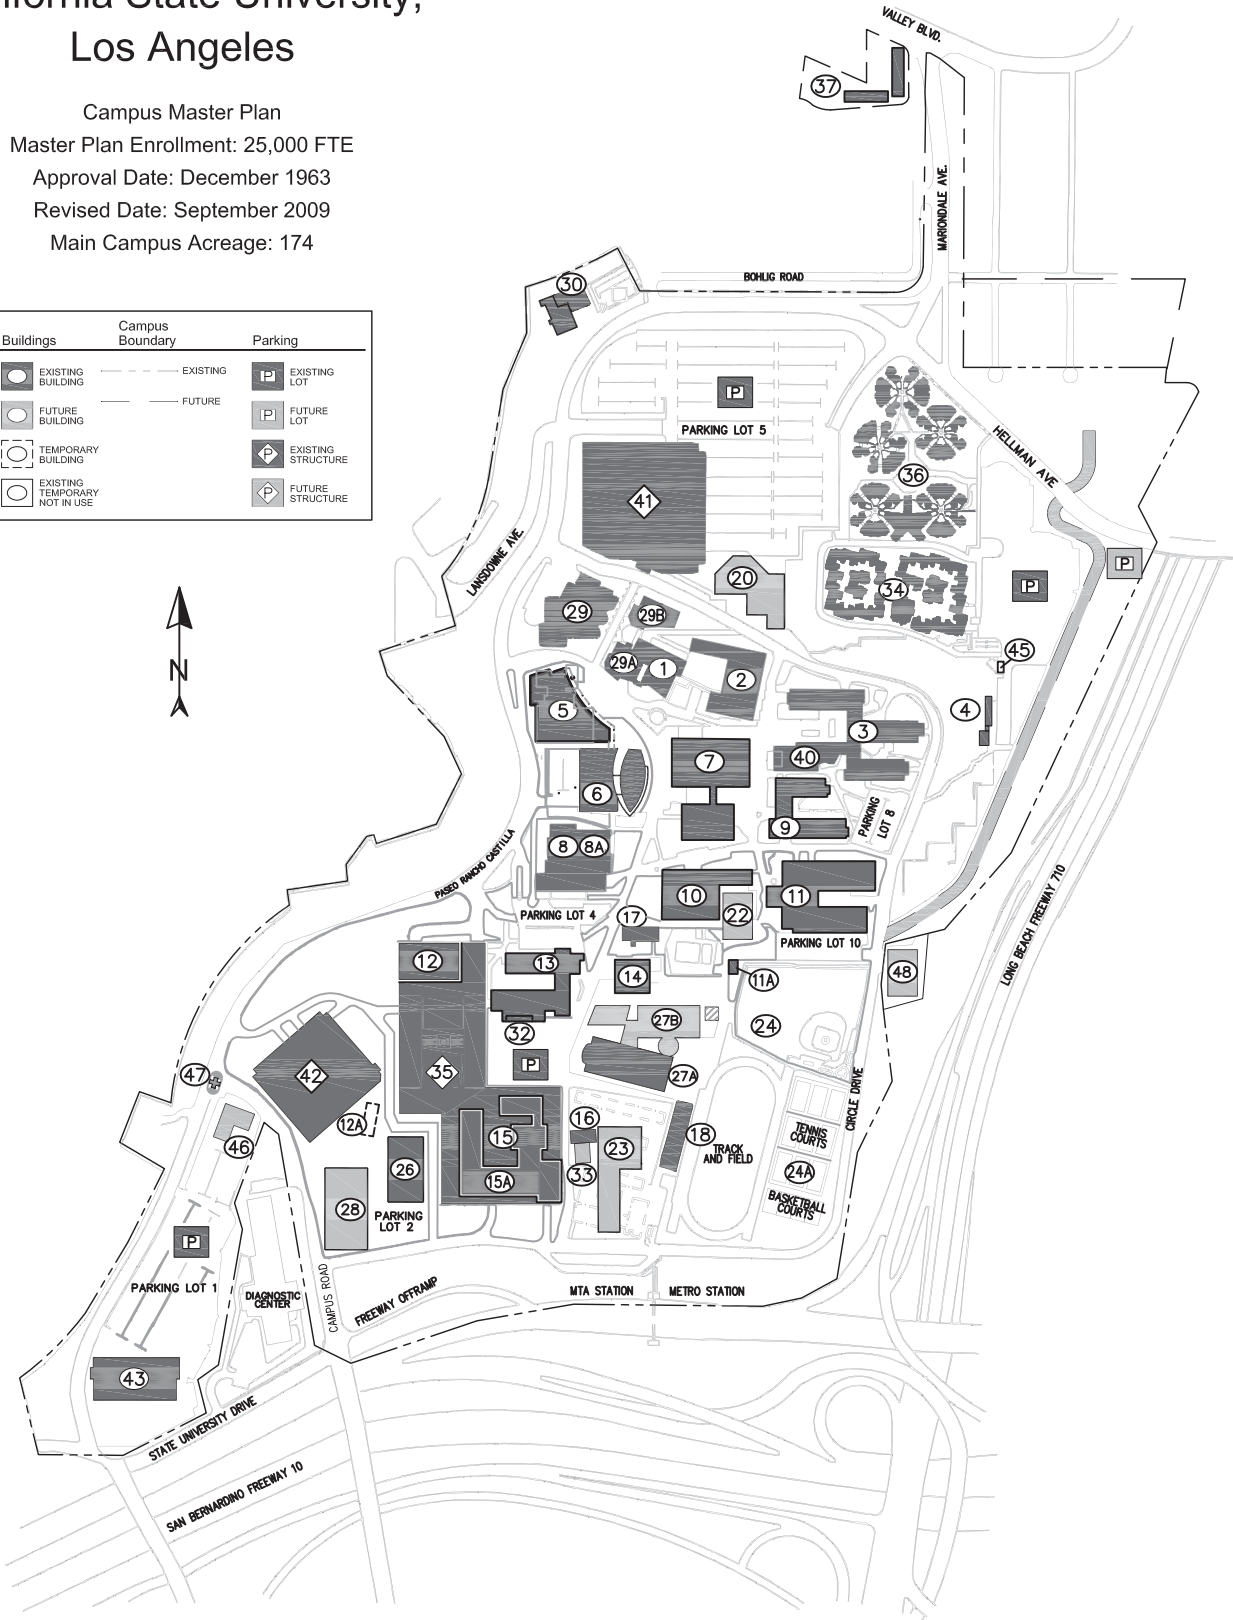 Los Angeles
Campus Master Plan
Master Plan Enrollment: 25,000 FTE
Approval Date: December 1963
Revised Date: September 2009
Main Campus Acreage: 174
Buildings
Campus
Boundary
Parking
EXISTING
BUILDING
EXISTING
P
EXISTING
LOT
FUTURE
BUILDING
FUTURE
P
FUTURE
LOT
TEMPORARY
BUILDING
P
EXISTING
STRUCTURE
EXISTING
TEMPORARY
NOT IN USE
P
FUTURE
STRUCTURE
N
VALLEY BLVD.
37
MARIONDALE AVE.
BOHLIG ROAD
30
P
PARKING LOT 5
HELLMAN AVE
36
41
LANSDOWNE AVE.
20
34
P
P
29
29B
29A
1
2
45
4
5
3
7
40
6
9
PARKING
LOT 8
8
8A
PASEO RANCHO CASTILLA
10
11
LONG BEACH FREEWAY 710
PARKING LOT 4
17
22
PARKING LOT 10
12
13
14
11A
48
32
27B
24
P
42
35
27A
47
CIRCLE DRIVE
12A
16
15
23
18
TRACK
AND FIELD
TENNIS
COURTS
46
26
33
24A
15A
BASKETBALL
COURTS
28
PARKING
LOT 2
P
PARKING LOT 1
DIAGNOSTIC
CENTER
CAMPUS ROAD
FREEWAY OFFRAMP
MTA STATION
METRO STATION
43
STATE UNIVERSITY DRIVE
SAN BERNARDINO FREEWAY 10